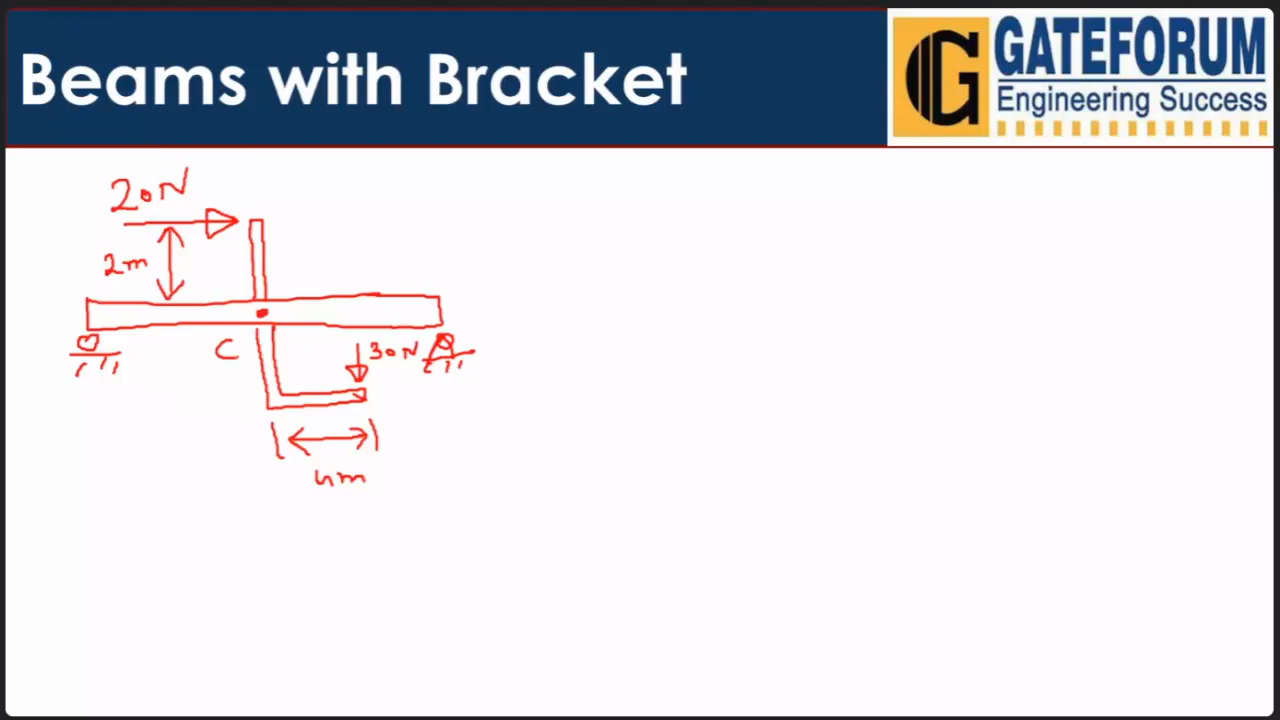 Beams with Bracket
G GATEFORUM
Engineering Success
20N
2m
C
30N
4m